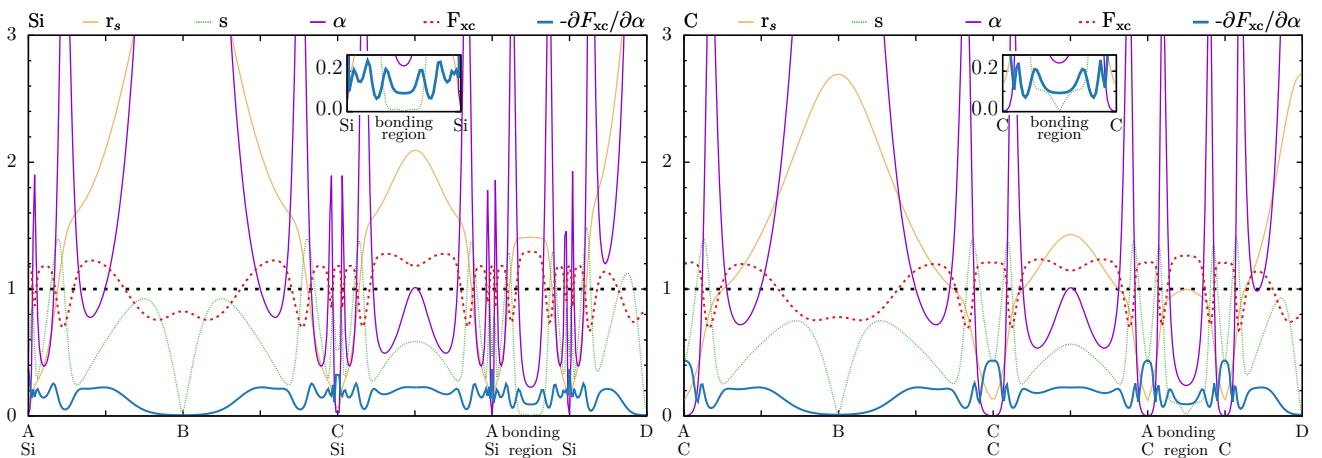 Si r_s s α F_xc -∂F_xc/∂α
3
2
1
0
0.2
0.0
Si bonding region Si
A B C A bonding region D
Si Si Si Si
C r_s s α F_xc -∂F_xc/∂α
3
2
1
0
0.2
0.0
C bonding region C
A B C A bonding region D
C C C C